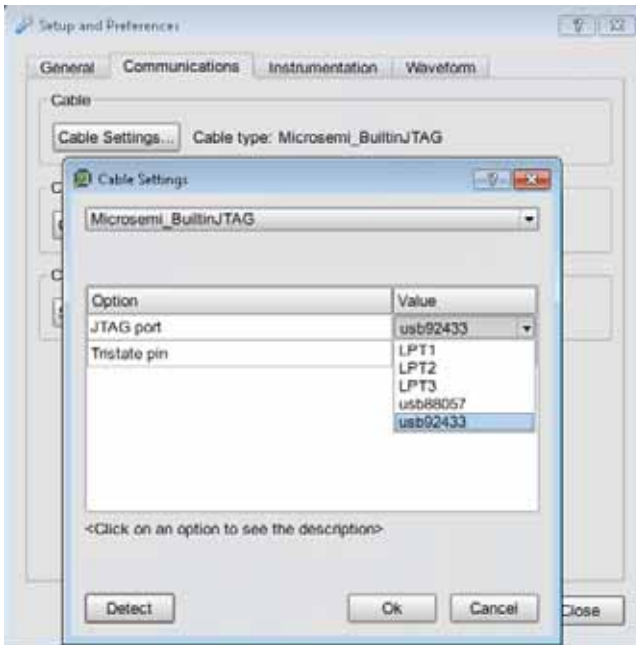 Setup and Preferences
General Communications Instrumentation Waveform
Cable
Cable Settings... Cable type: Microsemi_BuiltinJTAG
Cable Settings
Microsemi_BuiltinJTAG
Option Value
JTAG port usb92433
Tristate pin
LPT1
LPT2
LPT3
usb88057
usb92433
<Click on an option to see the description>
Detect Ok Cancel Close